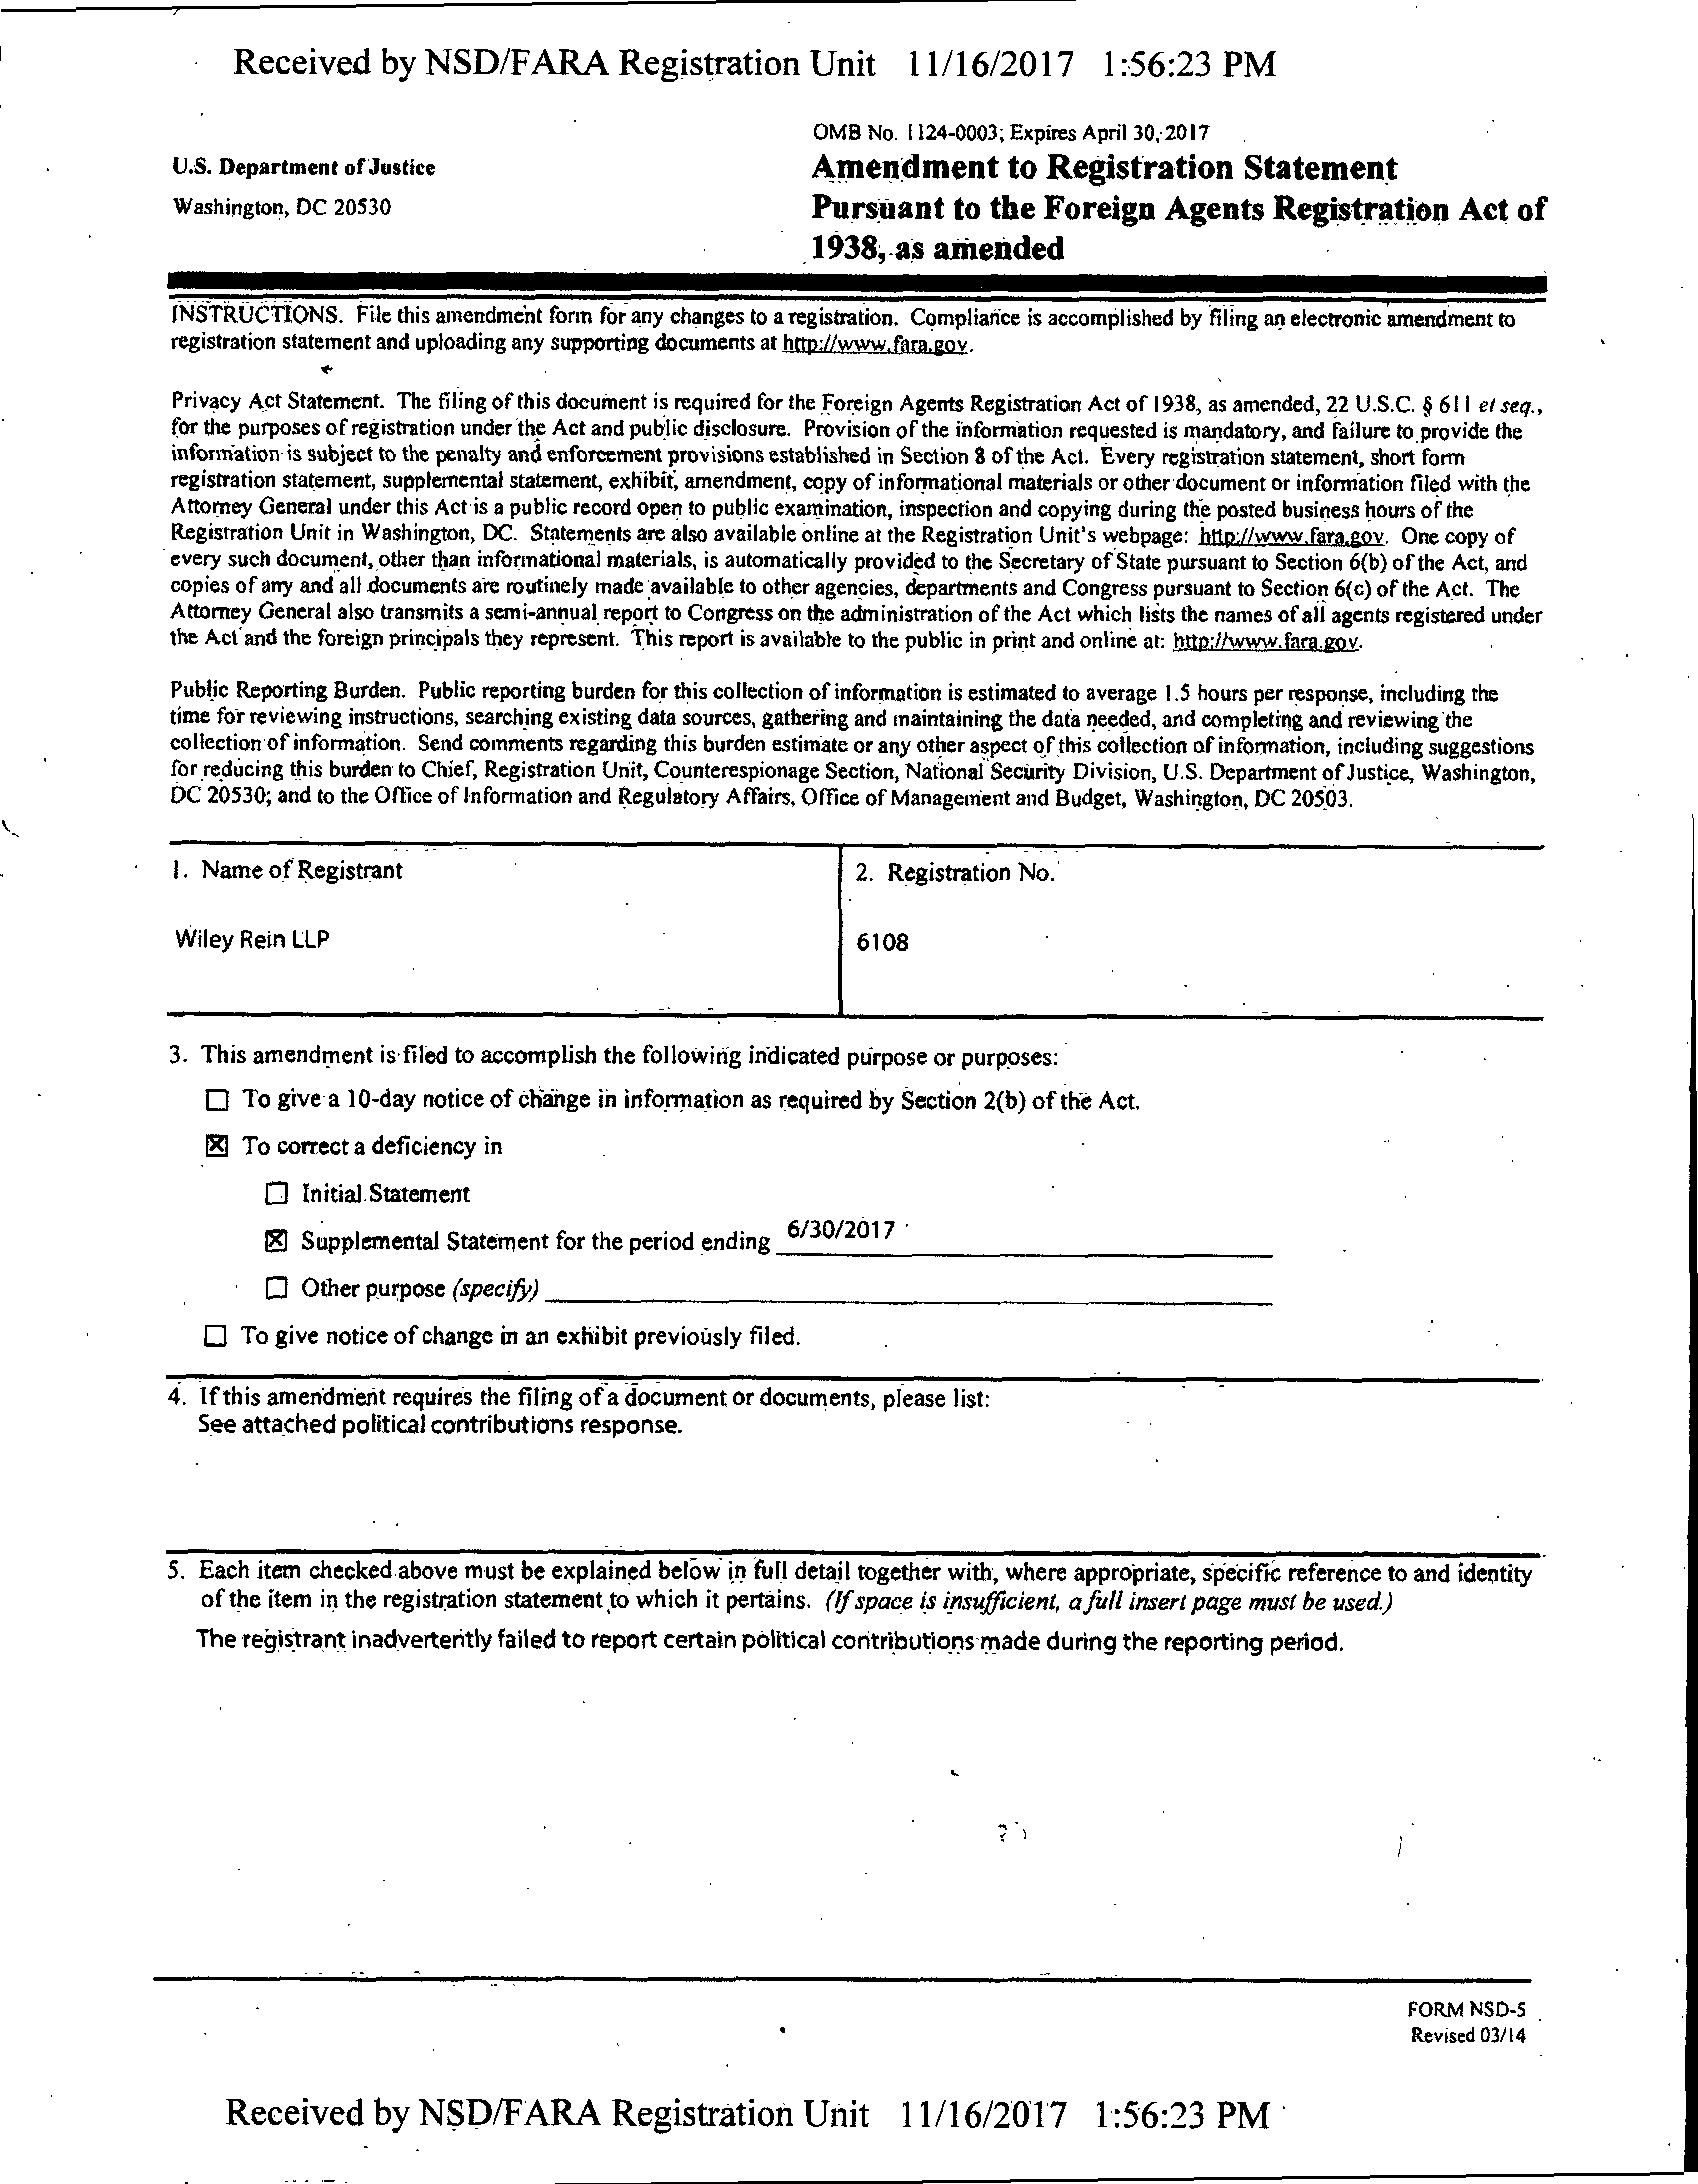 Received by NSD/FARA Registration Unit 11/16/2017 1:56:23 PM
OMB No. 1124-0003; Expires April 30, 2017
U.S. Department of Justice
Washington, DC 20530
Amendment to Registration Statement
Pursuant to the Foreign Agents Registration Act of
1938, as amended
INSTRUCTIONS. File this amendment form for any changes to a registration. Compliance is accomplished by filing an electronic amendment to
registration statement and uploading any supporting documents at http://www.fara.gov.
Privacy Act Statement. The filing of this document is required for the Foreign Agents Registration Act of 1938, as amended, 22 U.S.C. § 611 et seq.,
for the purposes of registration under the Act and public disclosure. Provision of the information requested is mandatory, and failure to provide the
information is subject to the penalty and enforcement provisions established in Section 8 of the Act. Every registration statement, short form
registration statement, supplemental statement, exhibit, amendment, copy of informational materials or other document or information filed with the
Attorney General under this Act is a public record open to public examination, inspection and copying during the posted business hours of the
Registration Unit in Washington, DC. Statements are also available online at the Registration Unit's webpage: http://www.fara.gov. One copy of
every such document, other than informational materials, is automatically provided to the Secretary of State pursuant to Section 6(b) of the Act, and
copies of any and all documents are routinely made available to other agencies, departments and Congress pursuant to Section 6(c) of the Act. The
Attorney General also transmits a semi-annual report to Congress on the administration of the Act which lists the names of all agents registered under
the Act and the foreign principals they represent. This report is available to the public in print and online at: http://www.fara.gov.
Public Reporting Burden. Public reporting burden for this collection of information is estimated to average 1.5 hours per response, including the
time for reviewing instructions, searching existing data sources, gathering and maintaining the data needed, and completing and reviewing the
collection of information. Send comments regarding this burden estimate or any other aspect of this collection of information, including suggestions
for reducing this burden to Chief, Registration Unit, Counterespionage Section, National Security Division, U.S. Department of Justice, Washington,
DC 20530; and to the Office of Information and Regulatory Affairs, Office of Management and Budget, Washington, DC 20503.
1. Name of Registrant
2. Registration No.
Wiley Rein LLP
6108
3. This amendment is filed to accomplish the following indicated purpose or purposes:
☐ To give a 10-day notice of change in information as required by Section 2(b) of the Act.
☒ To correct a deficiency in
☐ Initial Statement
☒ Supplemental Statement for the period ending 6/30/2017
☐ Other purpose (specify)
☐ To give notice of change in an exhibit previously filed.
4. If this amendment requires the filing of a document or documents, please list:
See attached political contributions response.
5. Each item checked above must be explained below in full detail together with, where appropriate, specific reference to and identity
of the item in the registration statement to which it pertains. (If space is insufficient, a full insert page must be used.)
The registrant inadvertently failed to report certain political contributions made during the reporting period.
FORM NSD-5
Revised 03/14
Received by NSD/FARA Registration Unit 11/16/2017 1:56:23 PM